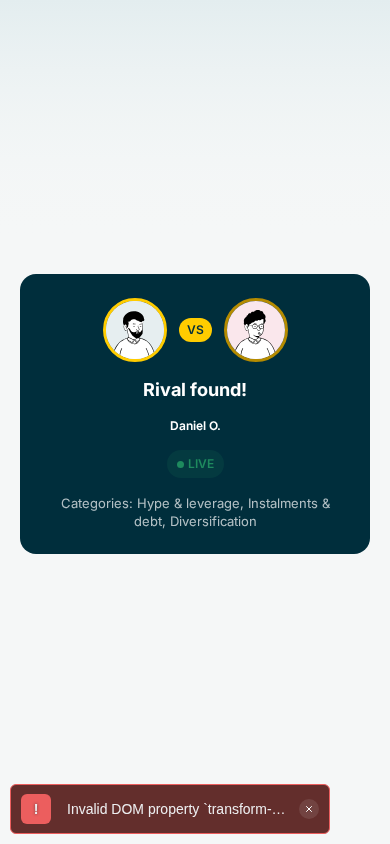 VS
Rival found!
Daniel O.
LIVE
Categories: Hype & leverage, Instalments &
debt, Diversification
! Invalid DOM property `transform-…